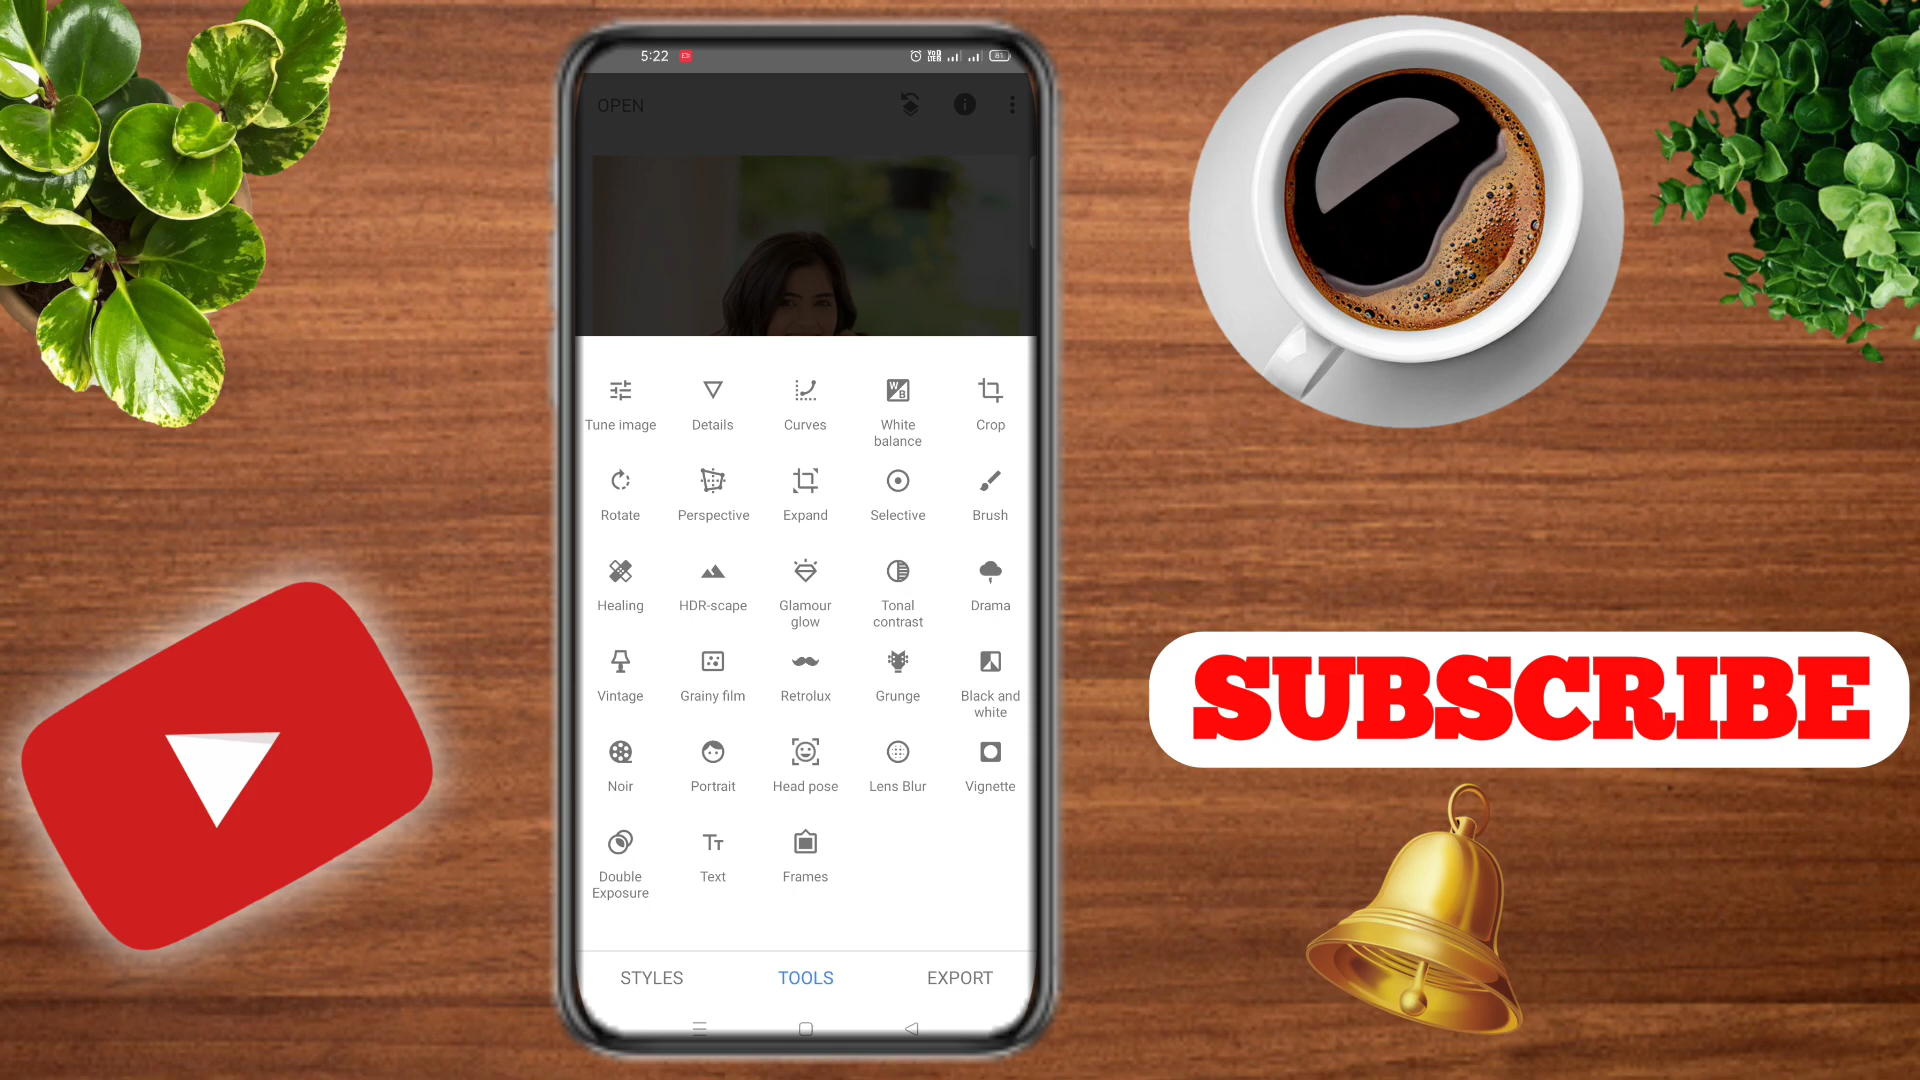 5:22
81
OPEN
Tune image
Details
Curves
White
balance
Crop
Rotate
Perspective
Expand
Selective
Brush
Healing
HDR-scape
Glamour
glow
Tonal
contrast
Drama
Vintage
Grainy film
Retrolux
Grunge
Black and
white
Noir
Portrait
Head pose
Lens Blur
Vignette
Double
Exposure
Text
Frames
STYLES
TOOLS
EXPORT
SUBSCRIBE